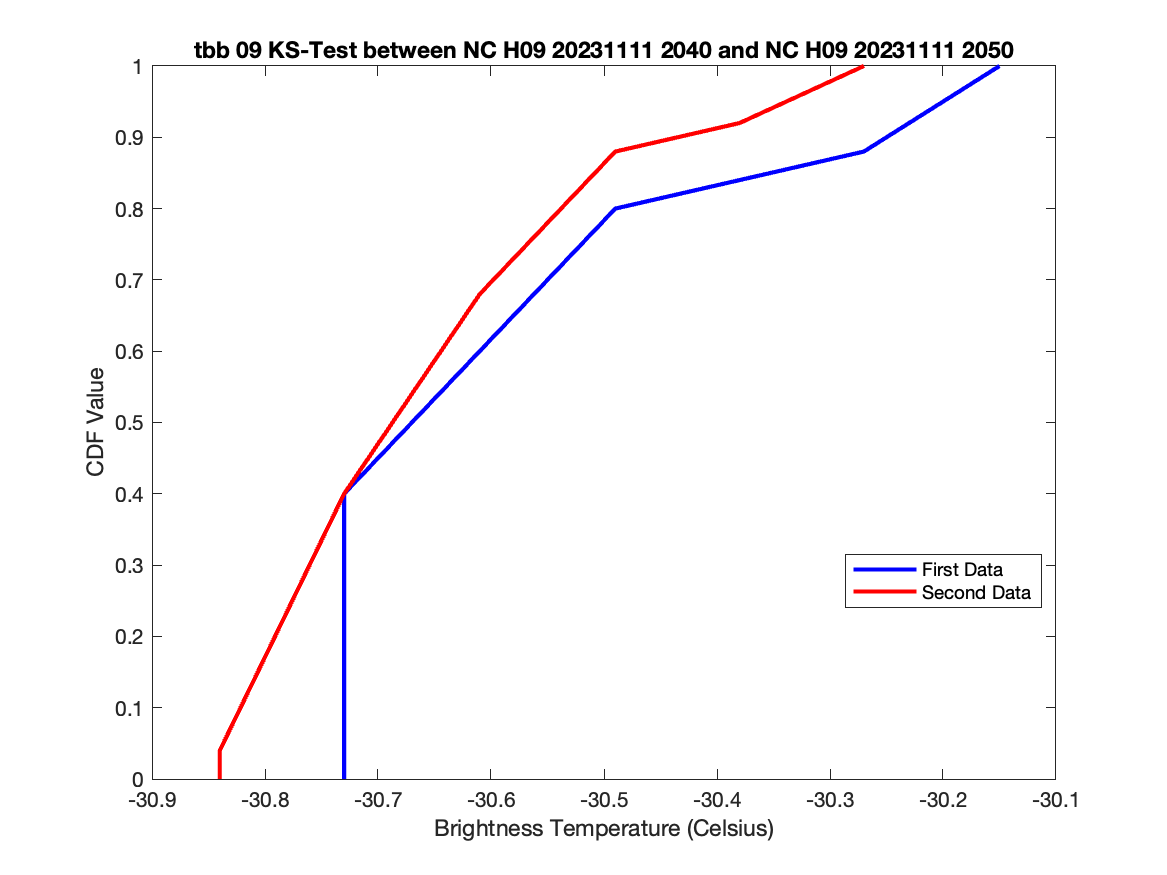 tbb 09 KS-Test between NC H09 20231111 2040 and NC H09 20231111 2050
1
0.9
0.8
0.7
0.6
0.5
0.4
0.3
0.2
0.1
0
CDF Value
First Data
Second Data
-30.9 -30.8 -30.7 -30.6 -30.5 -30.4 -30.3 -30.2 -30.1
Brightness Temperature (Celsius)